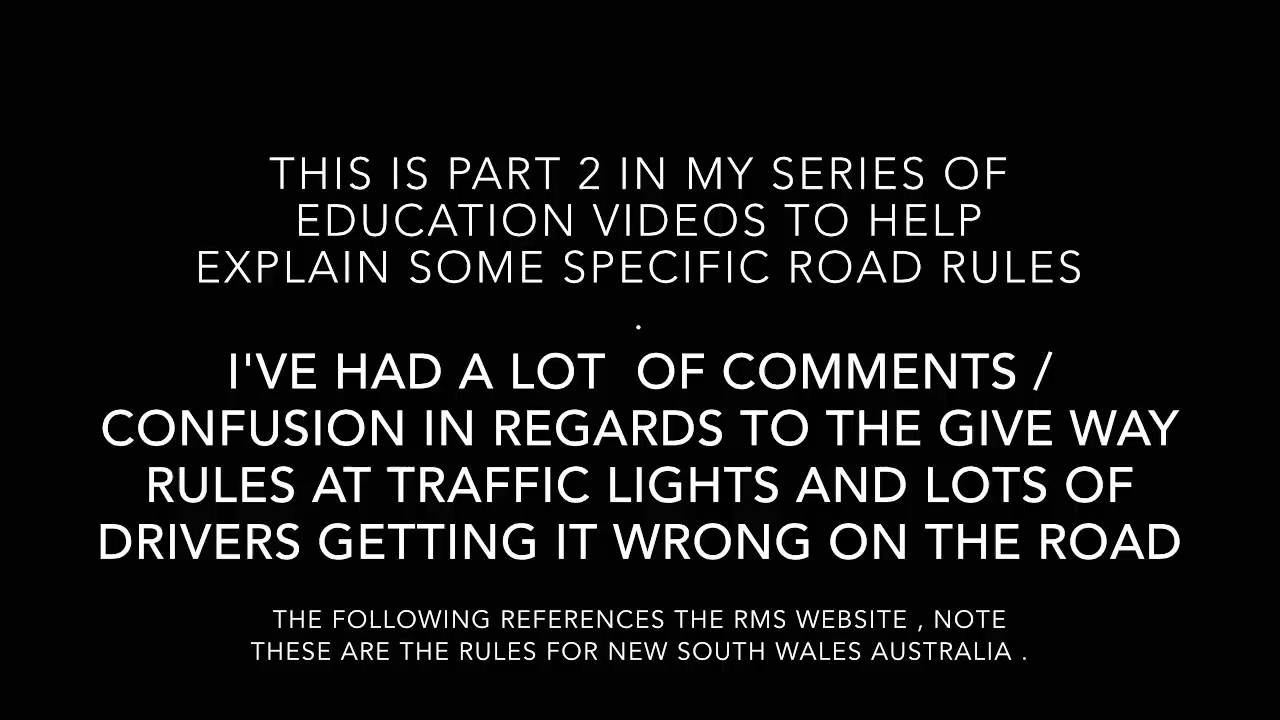 THIS IS PART 2 IN MY SERIES OF
EDUCATION VIDEOS TO HELP
EXPLAIN SOME SPECIFIC ROAD RULES
.
I'VE HAD A LOT  OF COMMENTS /
CONFUSION IN REGARDS TO THE GIVE WAY
RULES AT TRAFFIC LIGHTS AND LOTS OF
DRIVERS GETTING IT WRONG ON THE ROAD
THE FOLLOWING REFERENCES THE RMS WEBSITE , NOTE
THESE ARE THE RULES FOR NEW SOUTH WALES AUSTRALIA .